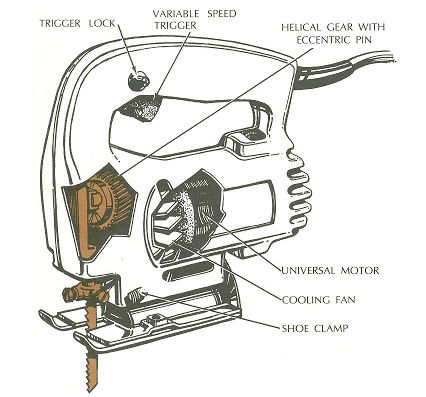 TRIGGER LOCK
VARIABLE SPEED
TRIGGER
HELICAL GEAR WITH
ECCENTRIC PIN
UNIVERSAL MOTOR
COOLING FAN
SHOE CLAMP